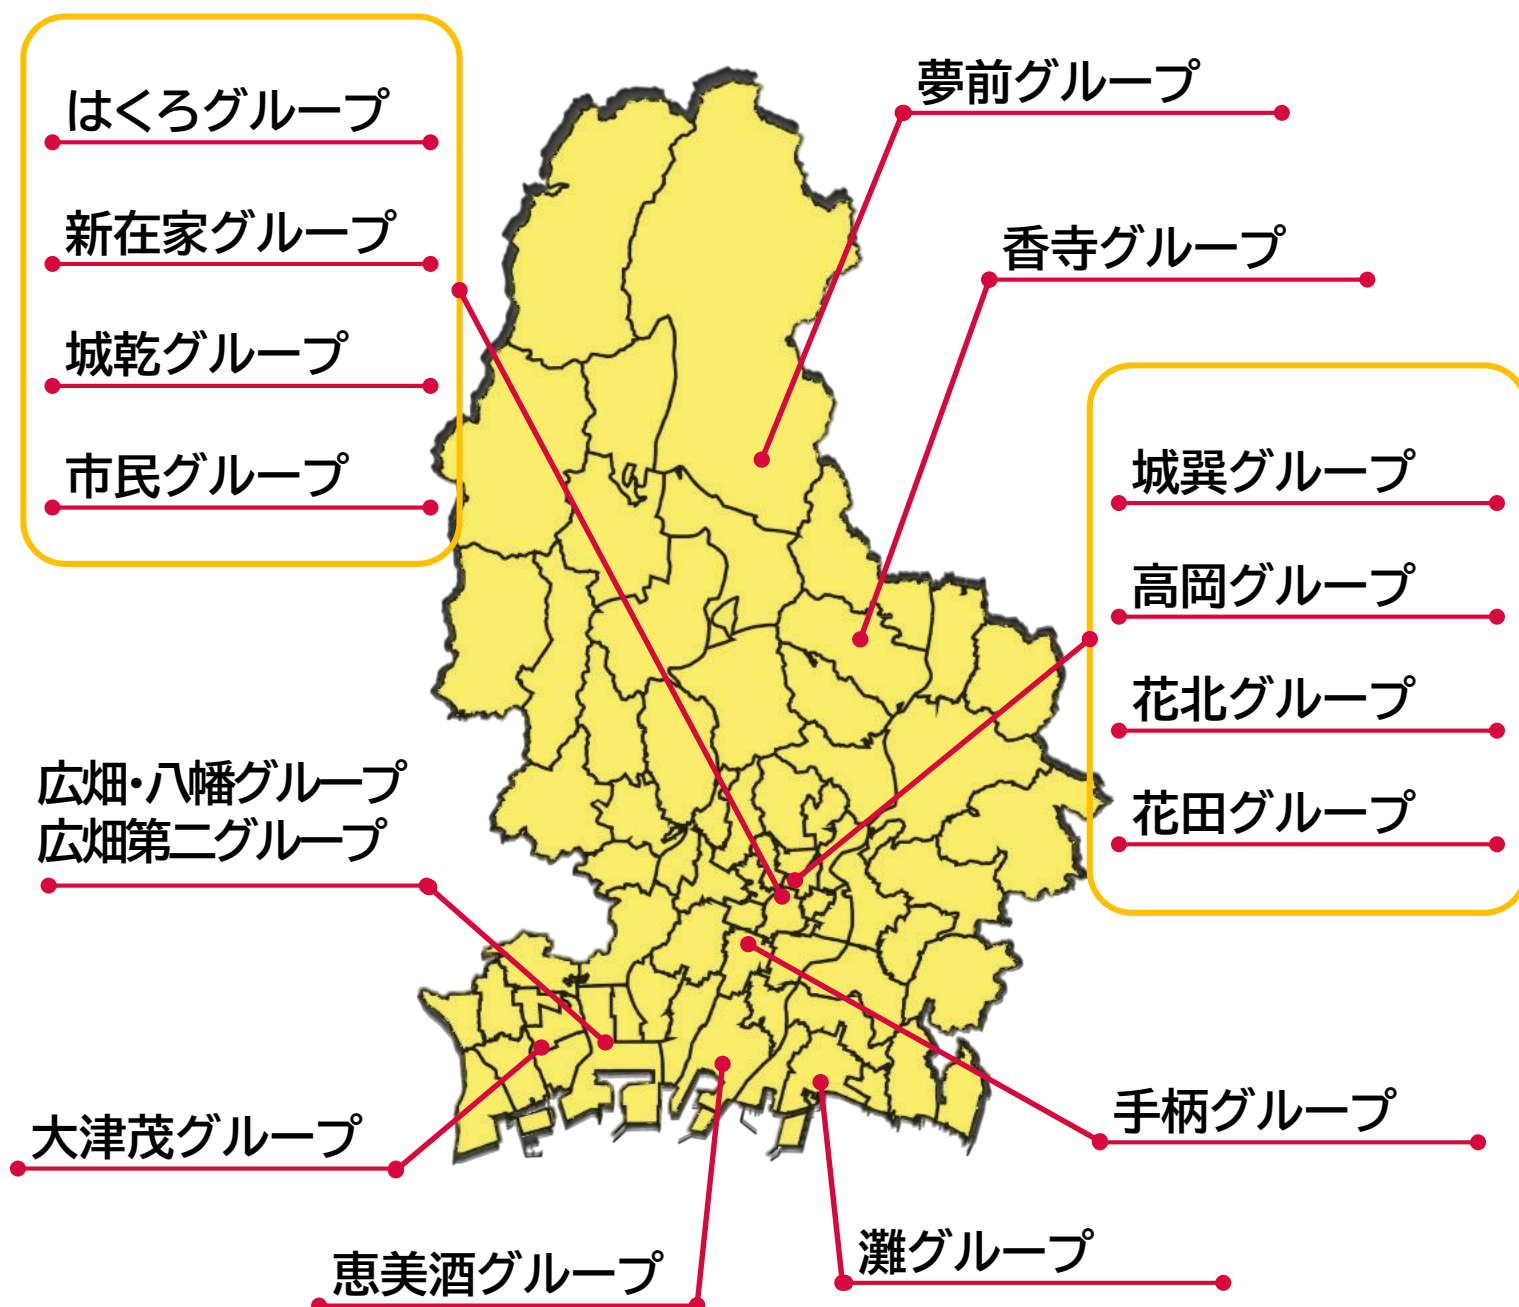 はくろグループ
新在家グループ
城乾グループ
市民グループ
夢前グループ
香寺グループ
城巽グループ
高岡グループ
花北グループ
花田グループ
広畑・八幡グループ
広畑第二グループ
大津茂グループ
手柄グループ
恵美酒グループ
灘グループ